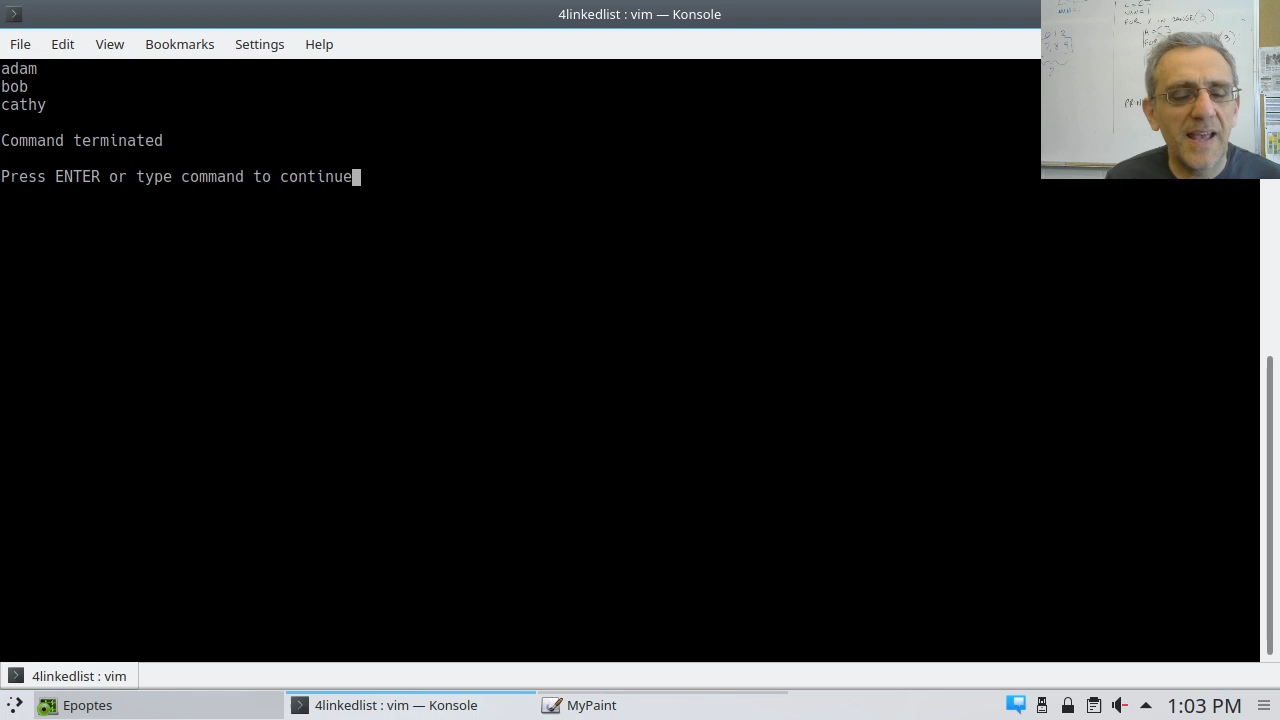 4linkedlist : vim — Konsole
File Edit View Bookmarks Settings Help
adam
bob
cathy
Command terminated
Press ENTER or type command to continue
4linkedlist : vim
Epoptes 4linkedlist : vim — Konsole MyPaint 1:03 PM